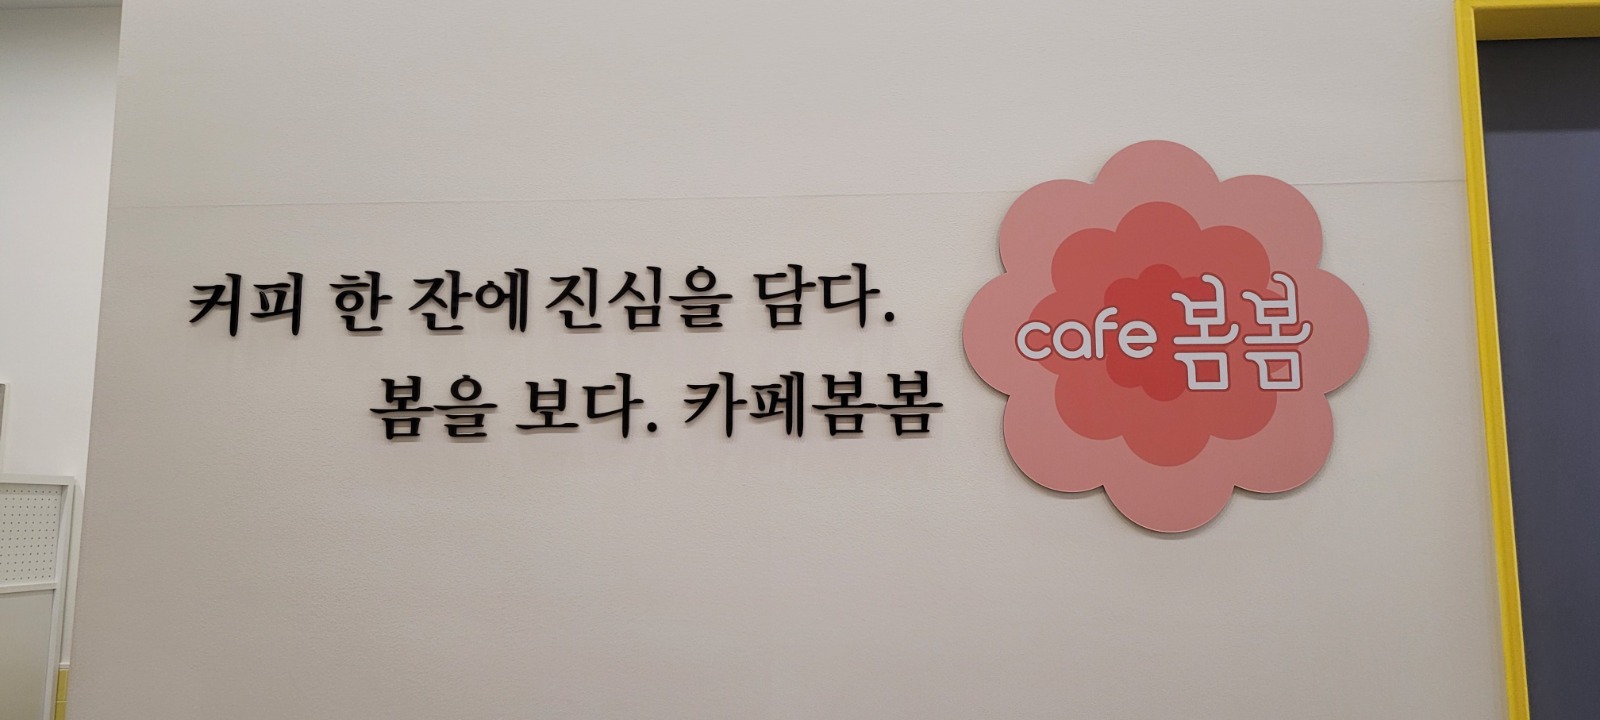 커피 한 잔에 진심을 담다.
봄을 보다. 카페봄봄
cafe 봄봄